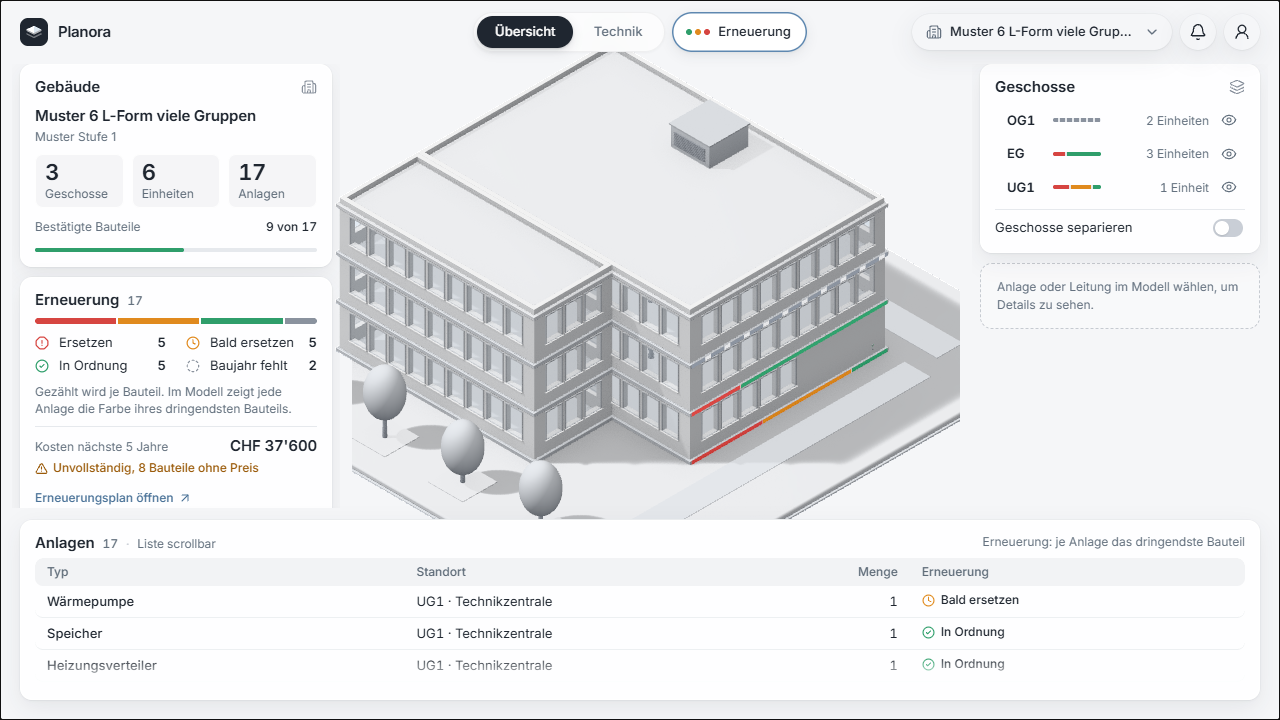 Planora
Übersicht
Technik
Erneuerung
Muster 6 L-Form viele Grup...
Gebäude
Muster 6 L-Form viele Gruppen
Muster Stufe 1
3
Geschosse
6
Einheiten
17
Anlagen
Bestätigte Bauteile
9 von 17
Erneuerung 17
Ersetzen 5
Bald ersetzen 5
In Ordnung 5
Baujahr fehlt 2
Gezählt wird je Bauteil. Im Modell zeigt jede
Anlage die Farbe ihres dringendsten Bauteils.
Kosten nächste 5 Jahre CHF 37'600
Unvollständig, 8 Bauteile ohne Preis
Erneuerungsplan öffnen
Geschosse
OG1 2 Einheiten
EG 3 Einheiten
UG1 1 Einheit
Geschosse separieren
Anlage oder Leitung im Modell wählen, um
Details zu sehen.
Anlagen 17 · Liste scrollbar
Erneuerung: je Anlage das dringendste Bauteil
Typ Standort Menge Erneuerung
Wärmepumpe UG1 · Technikzentrale 1 Bald ersetzen
Speicher UG1 · Technikzentrale 1 In Ordnung
Heizungsverteiler UG1 · Technikzentrale 1 In Ordnung